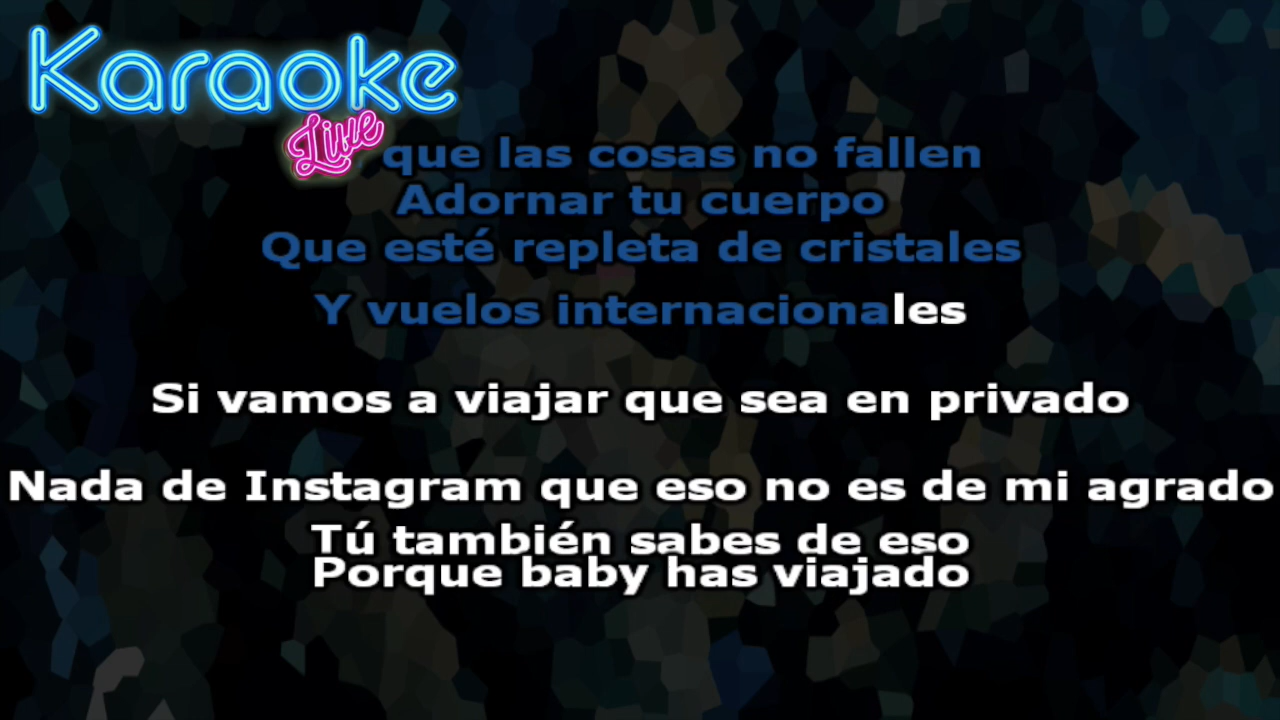 Karaoke
Live
que las cosas no fallen
Adornar tu cuerpo
Que esté repleta de cristales
Y vuelos internacionales
Si vamos a viajar que sea en privado
Nada de Instagram que eso no es de mi agrado
Tú también sabes de eso
Porque baby has viajado